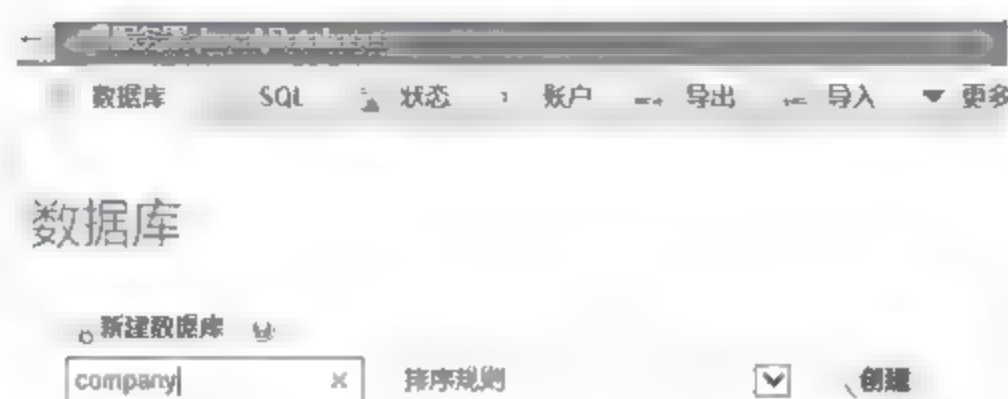 数据库 SQL 状态 账户 导出 导入 更多
数据库
新建数据库
company × 排序规则 创建